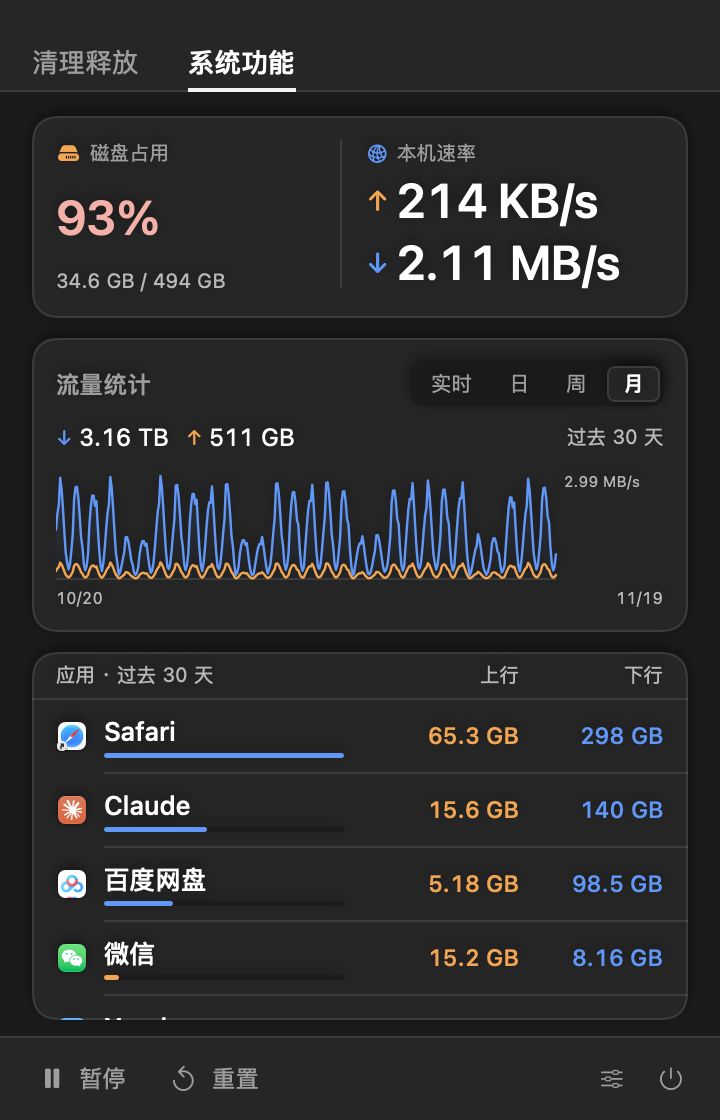 清理释放 系统功能
磁盘占用
93%
34.6 GB / 494 GB
本机速率
↑ 214 KB/s
↓ 2.11 MB/s
流量统计 实时 日 周 月
↓ 3.16 TB ↑ 511 GB 过去 30 天
2.99 MB/s
10/20 11/19
应用 · 过去 30 天 上行 下行
Safari 65.3 GB 298 GB
Claude 15.6 GB 140 GB
百度网盘 5.18 GB 98.5 GB
微信 15.2 GB 8.16 GB
暂停 重置